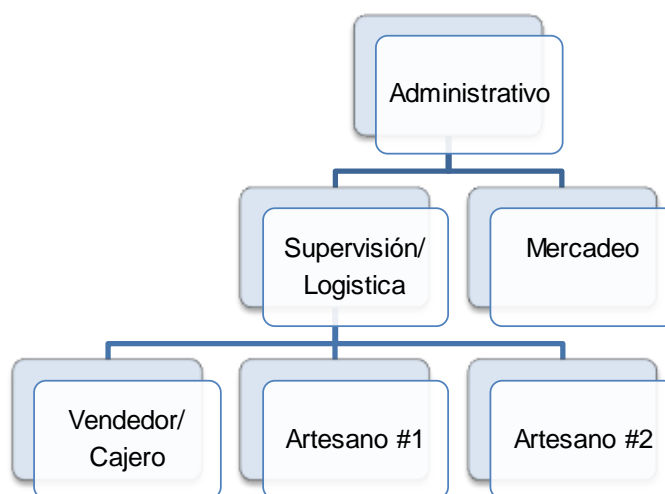 Administrativo
Supervisión/
Logistica
Mercadeo
Vendedor/
Cajero
Artesano #1
Artesano #2